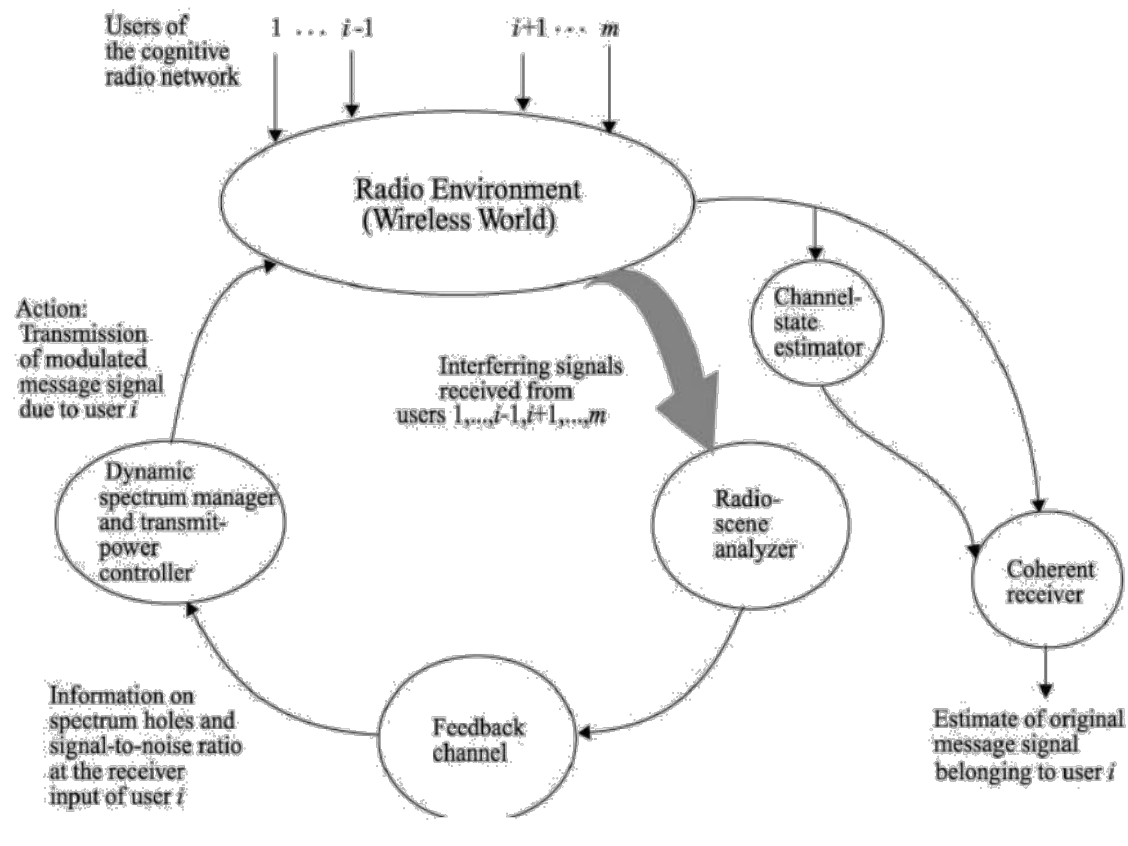 Users of
the cognitive
radio network
1 ... i-1
i+1 ... m
Radio Environment
(Wireless World)
Action:
Transmission
of modulated
message signal
due to user i
Channel-
state
estimator
Interfering signals
received from
users 1,...,i-1,i+1,...,m
Dynamic
spectrum manager
and transmit-
power
controller
Radio-
scene
analyzer
Coherent
receiver
Information on
spectrum holes and
signal-to-noise ratio
at the receiver
input of user i
Feedback
channel
Estimate of original
message signal
belonging to user i